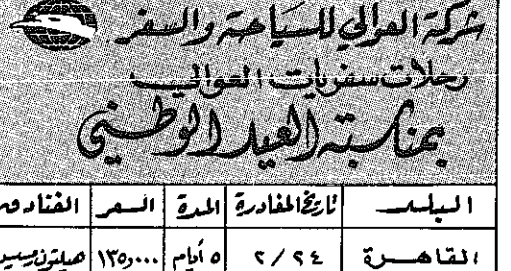 شركة العوالي للسياحة والسفر
رحلات سفريات العوالي
بمناسبة العيد الوطني
البلد تاريخ المغادرة المدة السعر الفنادق
القاهرة ٢/٢٤ ٥ أيام ١٣٥,٠٠٠